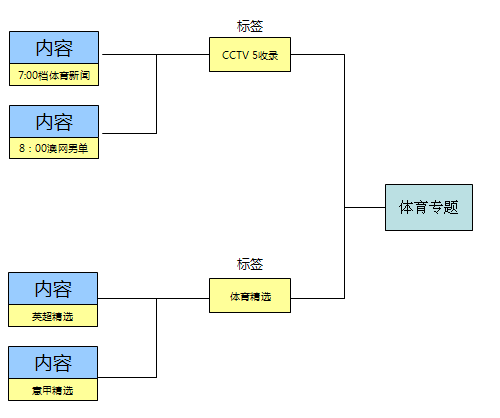 标签
内容
7:00档体育新闻
CCTV 5收录
内容
8：00澳网男单
体育专题
标签
内容
英超精选
体育精选
内容
意甲精选